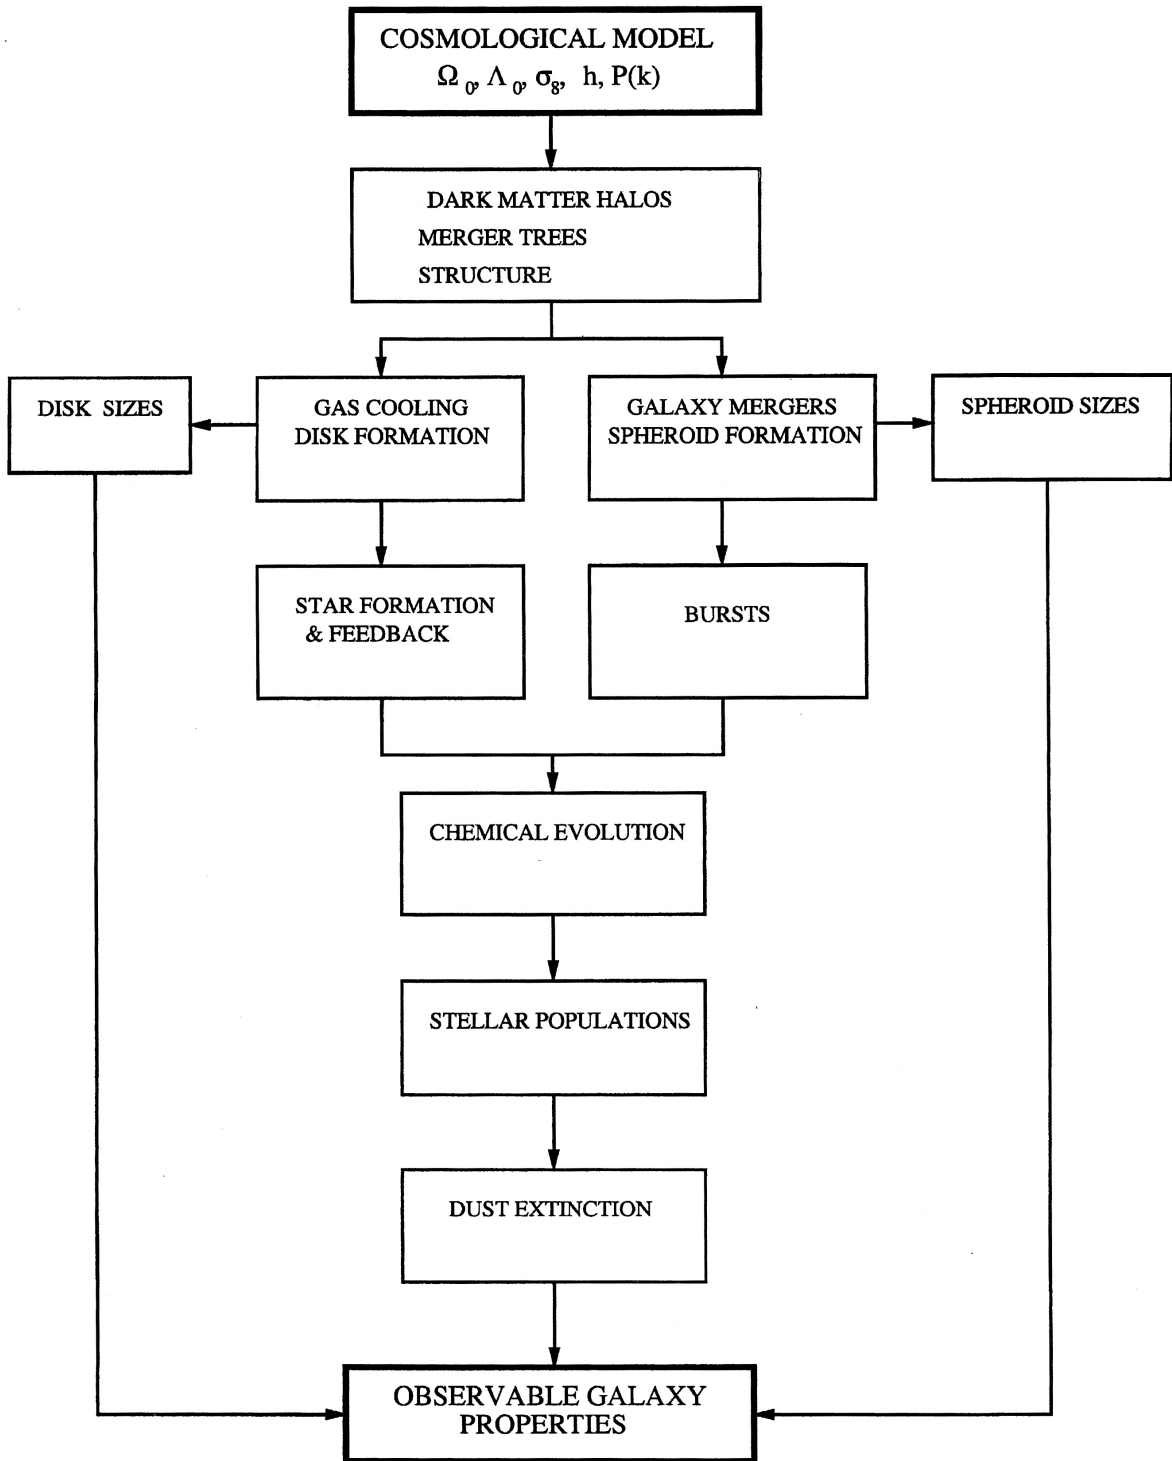 COSMOLOGICAL MODEL
Ω₀, Λ₀, σ₈, h, P(k)
DARK MATTER HALOS
MERGER TREES
STRUCTURE
DISK SIZES
GAS COOLING
DISK FORMATION
GALAXY MERGERS
SPHEROID FORMATION
SPHEROID SIZES
STAR FORMATION
& FEEDBACK
BURSTS
CHEMICAL EVOLUTION
STELLAR POPULATIONS
DUST EXTINCTION
OBSERVABLE GALAXY
PROPERTIES